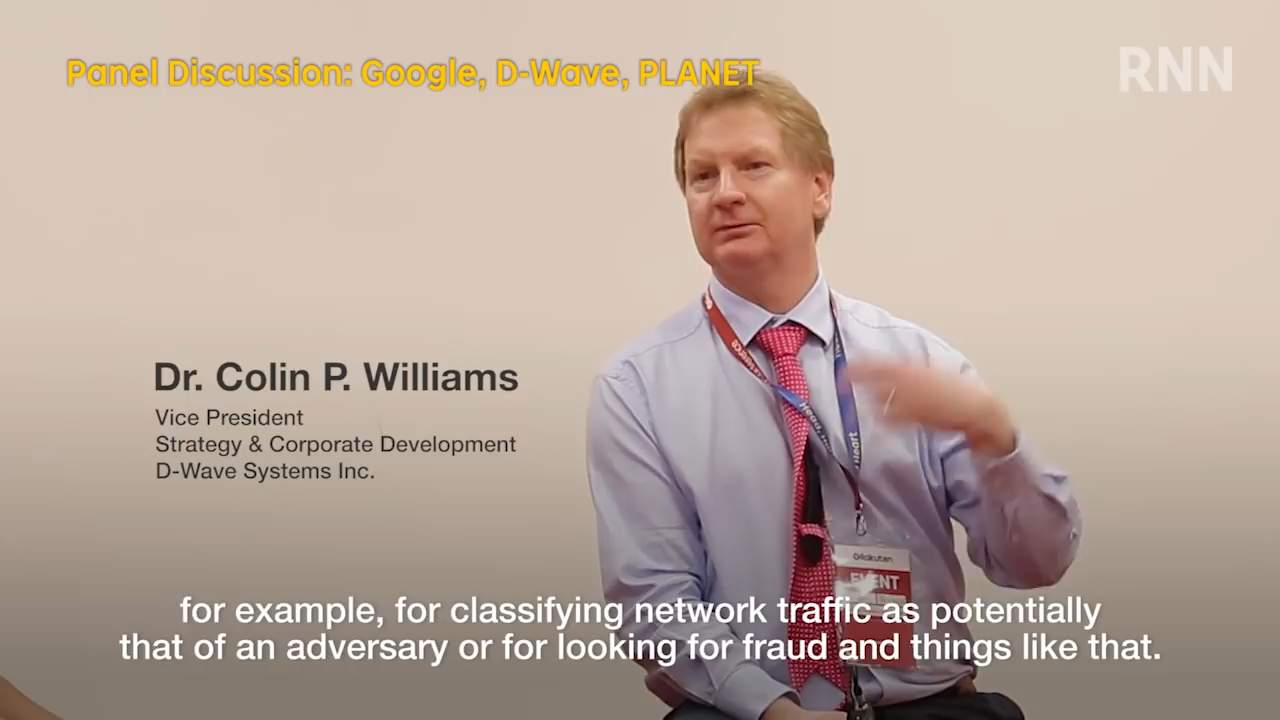 Panel Discussion: Google, D-Wave, PLANET
RNN
Dr. Colin P. Williams
Vice President
Strategy & Corporate Development
D-Wave Systems Inc.
Rakuten
EVENT
for example, for classifying network traffic as potentially
that of an adversary or for looking for fraud and things like that.